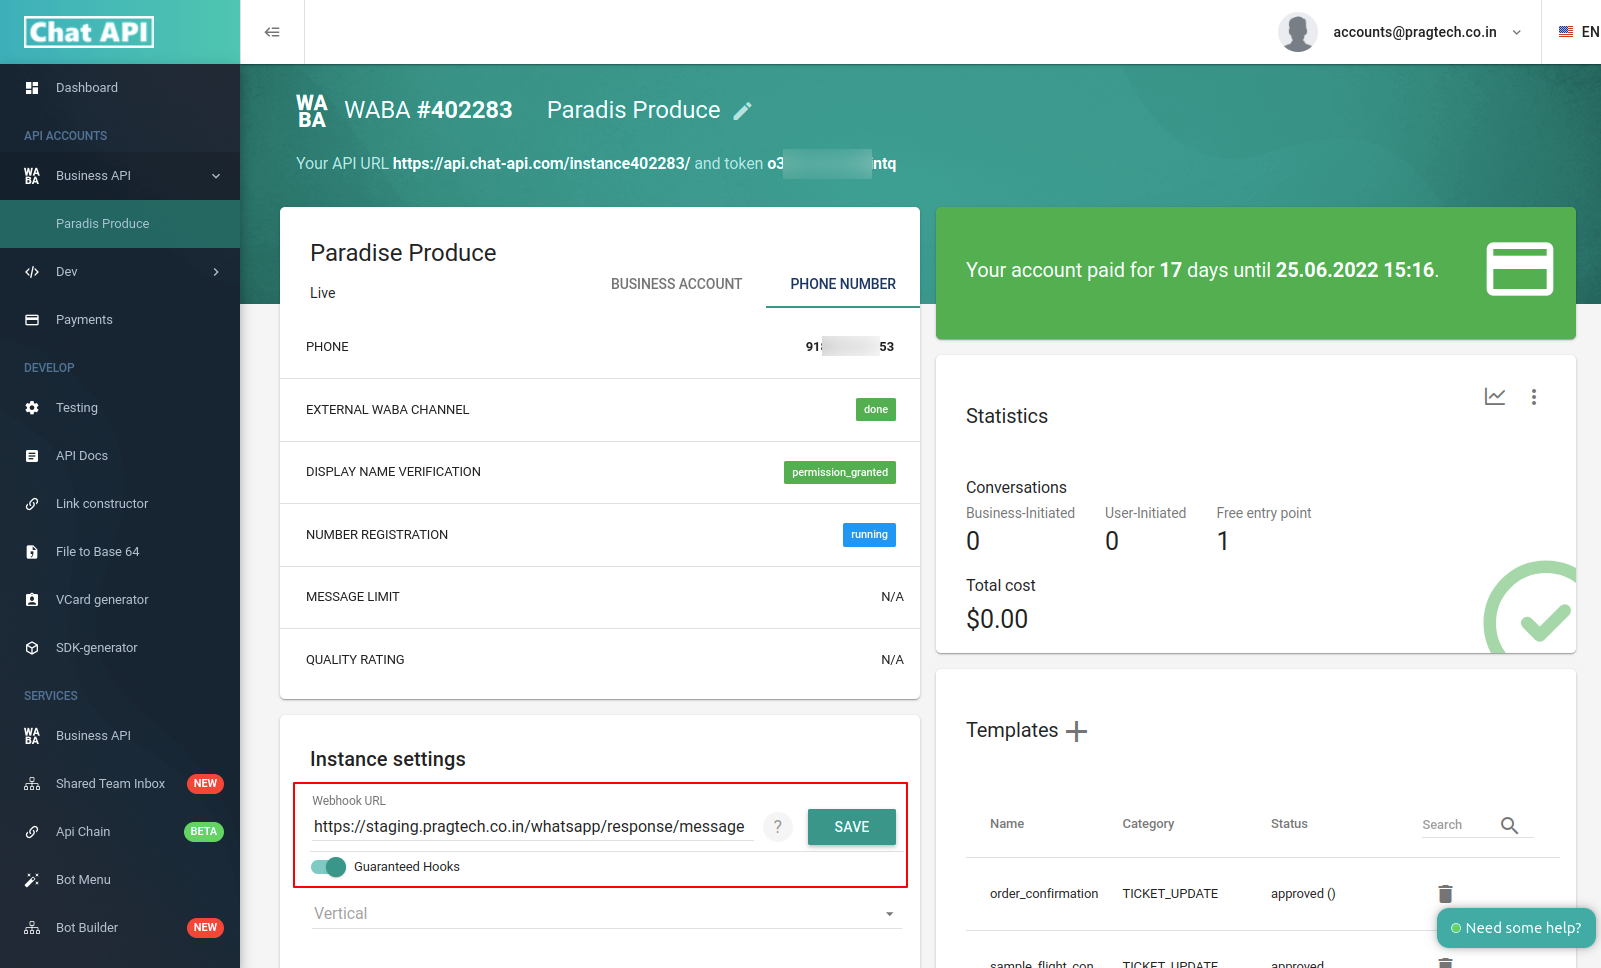 Chat API
accounts@pragtech.co.in
EN
Dashboard
API ACCOUNTS
WA
BA
Business API
Paradis Produce
Dev
Payments
DEVELOP
Testing
API Docs
Link constructor
File to Base 64
VCard generator
SDK-generator
SERVICES
WA
BA
Business API
Shared Team Inbox NEW
Api Chain BETA
Bot Menu
Bot Builder NEW
WA
BA
WABA #402283 Paradis Produce
Your API URL https://api.chat-api.com/instance402283/ and token o3 intq
Paradise Produce
Live
BUSINESS ACCOUNT PHONE NUMBER
PHONE 918 53
EXTERNAL WABA CHANNEL done
DISPLAY NAME VERIFICATION permission_granted
NUMBER REGISTRATION running
MESSAGE LIMIT N/A
QUALITY RATING N/A
Instance settings
Webhook URL
https://staging.pragtech.co.in/whatsapp/response/message ? SAVE
Guaranteed Hooks
Vertical
Your account paid for 17 days until 25.06.2022 15:16.
Statistics
Conversations
Business-Initiated User-Initiated Free entry point
0 0 1
Total cost
$0.00
Templates
Name Category Status Search
order_confirmation TICKET_UPDATE approved ()
sample_flight_con TICKET_UPDATE approved
Need some help?